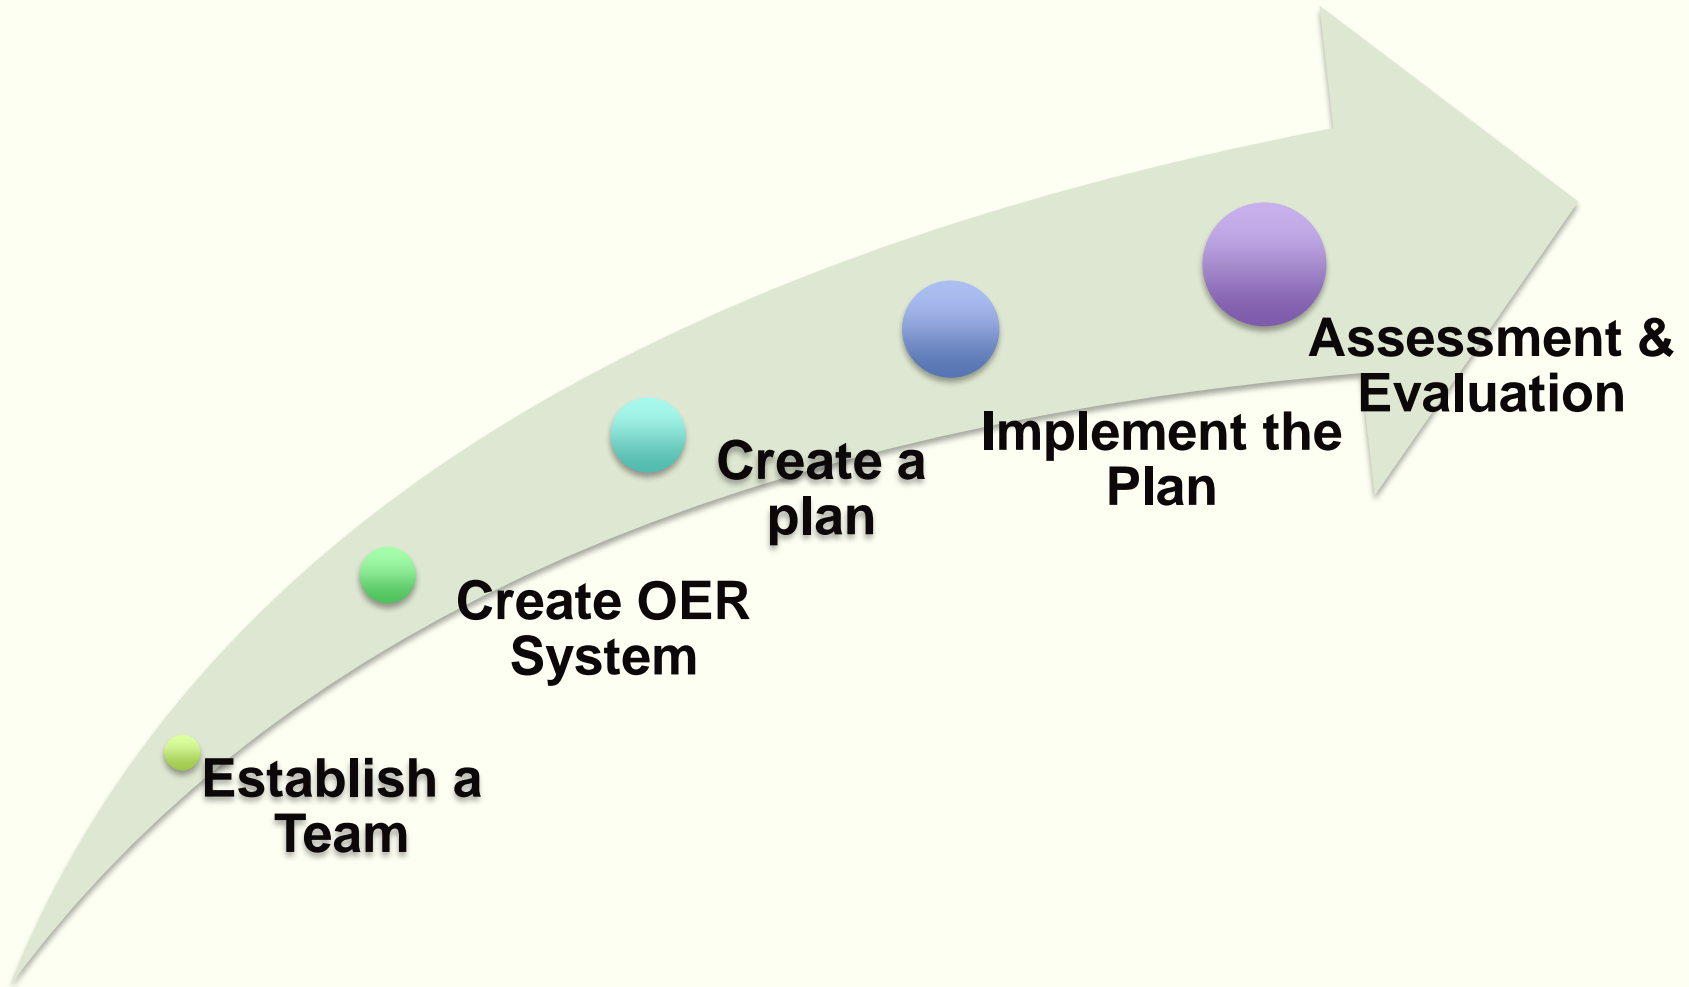 Establish a
Team
Create OER
System
Create a
plan
Implement the
Plan
Assessment &
Evaluation